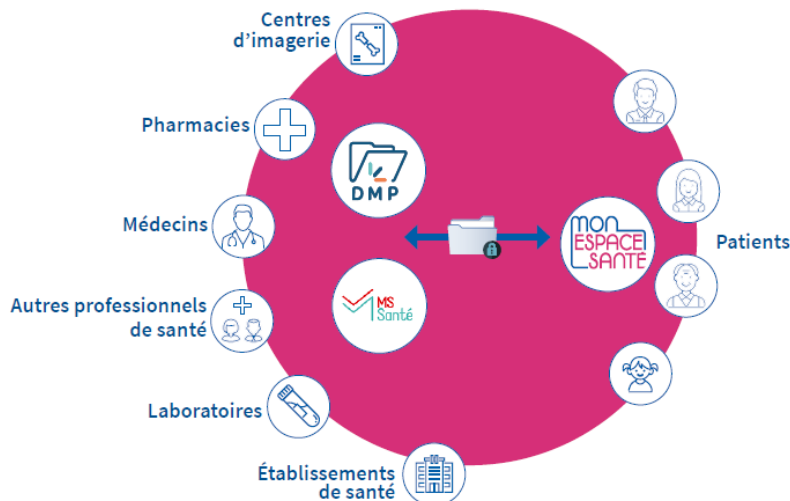 Centres
d'imagerie
Pharmacies
DMP
Médecins
mon
ESPACE
SANTÉ
Patients
MS
Santé
Autres professionnels
de santé
Laboratoires
Établissements
de santé